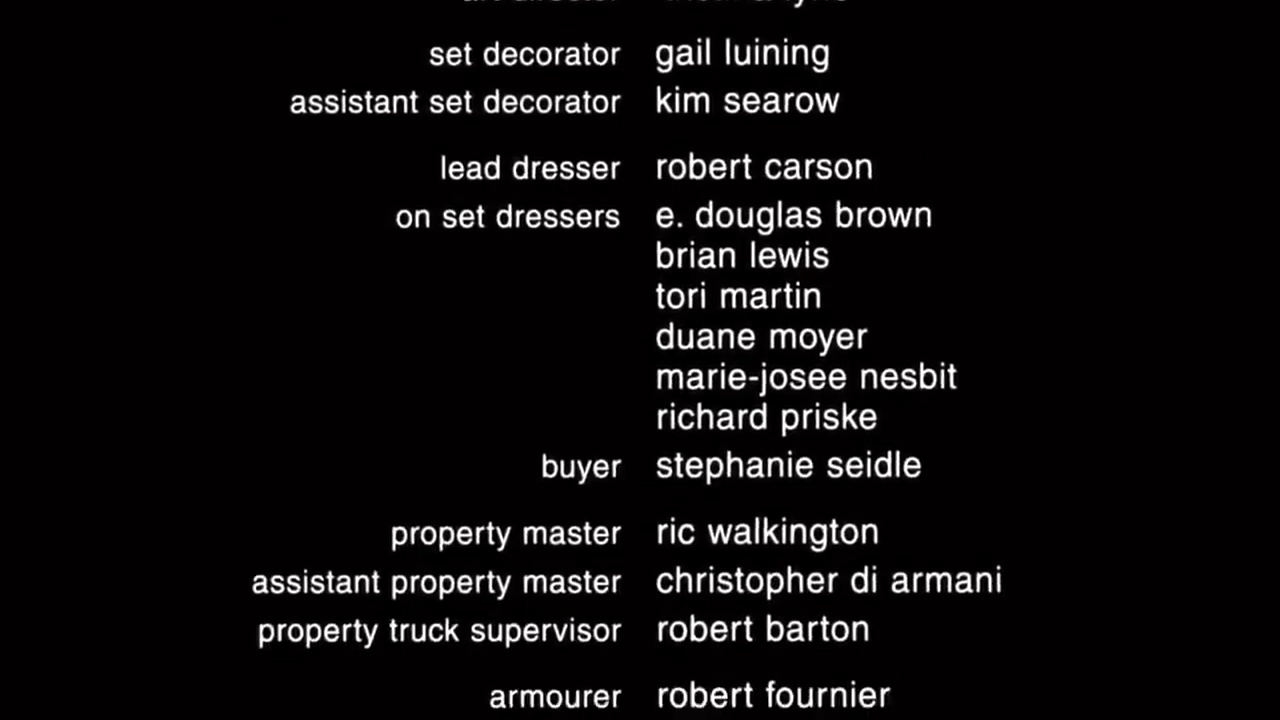 set decorator gail luining
assistant set decorator kim searow
lead dresser robert carson
on set dressers e. douglas brown
brian lewis
tori martin
duane moyer
marie-josee nesbit
richard priske
buyer stephanie seidle
property master ric walkington
assistant property master christopher di armani
property truck supervisor robert barton
armourer robert fournier